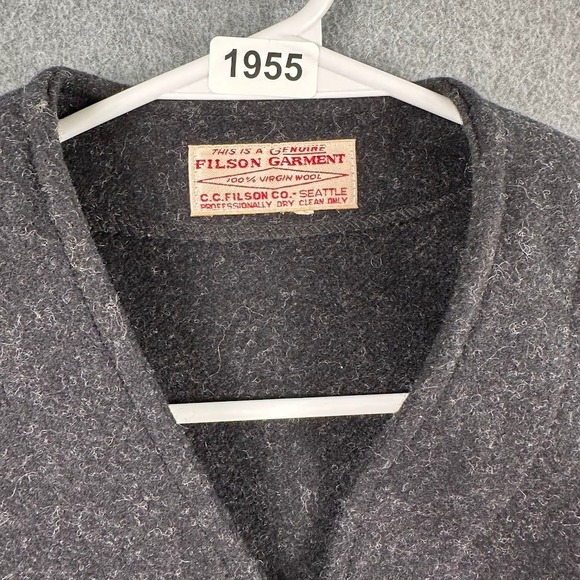 1955
THIS IS A GENUINE
FILSON GARMENT
100% VIRGIN WOOL
C.C.FILSON CO.- SEATTLE
PROFESSIONALLY DRY CLEAN ONLY